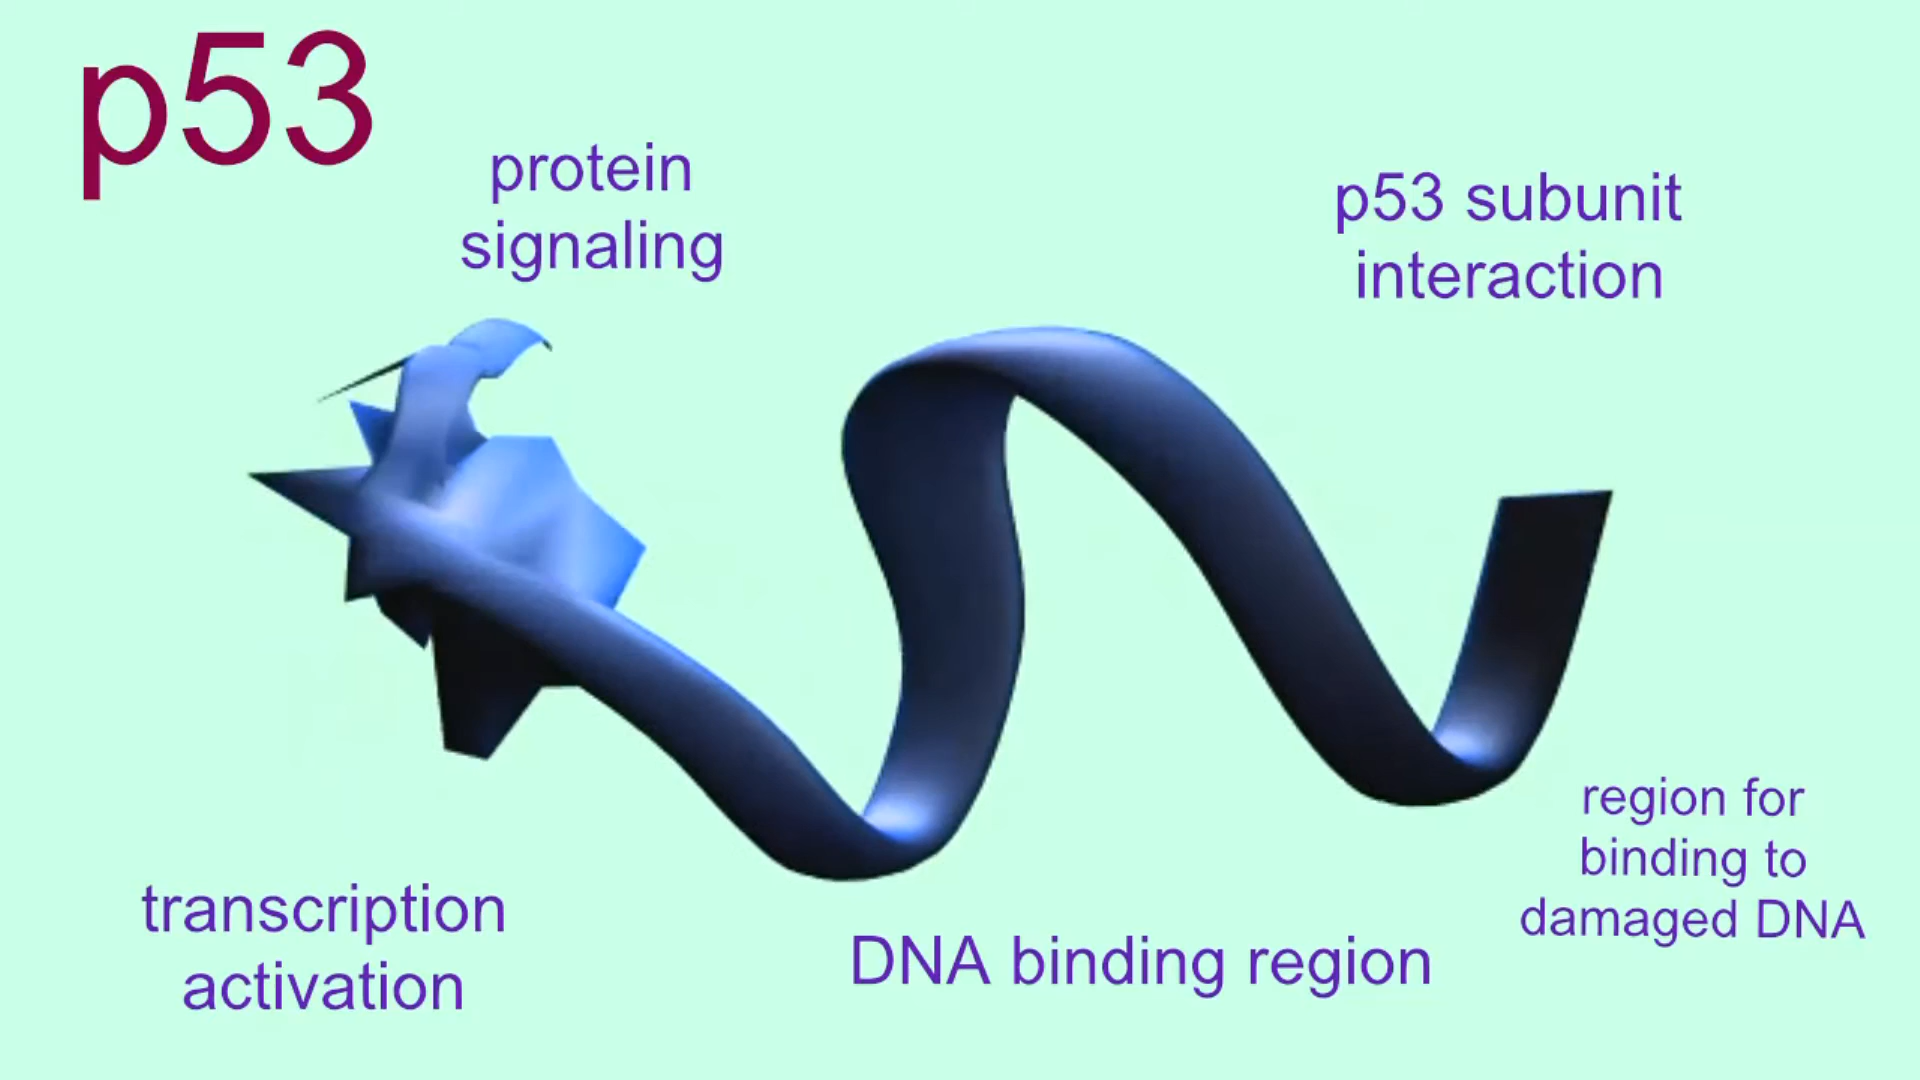 p53
protein
signaling
p53 subunit
interaction
region for
binding to
damaged DNA
transcription
activation
DNA binding region